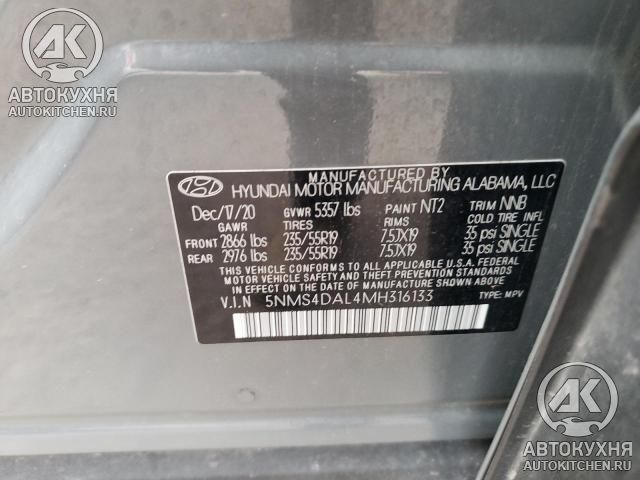 AK
АВТОКУХНЯ
AUTOKITCHEN.RU
MANUFACTURED BY
HYUNDAI MOTOR MANUFACTURING ALABAMA, LLC
Dec/17/20 GVWR 5357 lbs PAINT NT2 TRIM NNB
GAWR TIRES RIMS COLD TIRE INFL
FRONT 2866 lbs 235/55R19 7.5JX19 35 psi SINGLE
REAR 2976 lbs 235/55R19 7.5JX19 35 psi SINGLE
THIS VEHICLE CONFORMS TO ALL APPLICABLE U.S.A. FEDERAL
MOTOR VEHICLE SAFETY AND THEFT PREVENTION STANDARDS
IN EFFECT ON THE DATE OF MANUFACTURE SHOWN ABOVE.
V.I.N 5NMS4DAL4MH316133 TYPE: MPV
AK
АВТОКУХНЯ
AUTOKITCHEN.RU